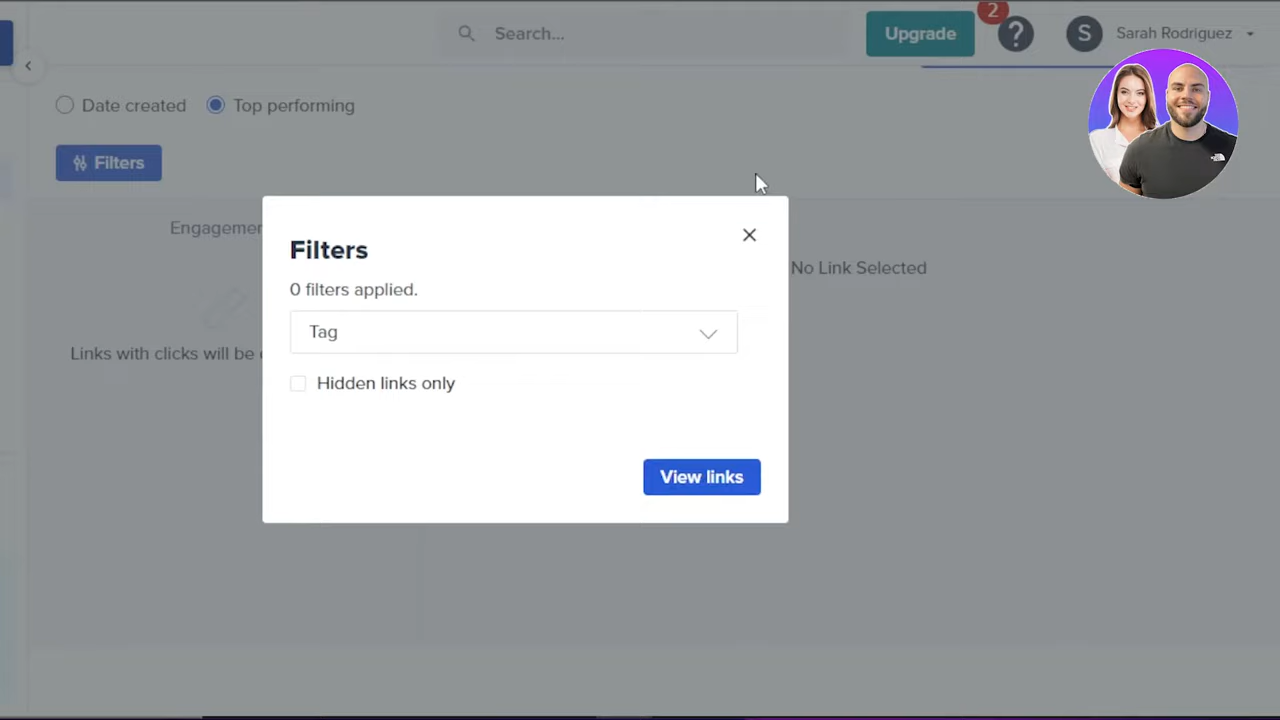 Search...
Upgrade
2
?
S
Sarah Rodriguez
Date created
Top performing
Filters
Engagemen
No Link Selected
Links with clicks will be
Filters
0 filters applied.
Tag
Hidden links only
View links